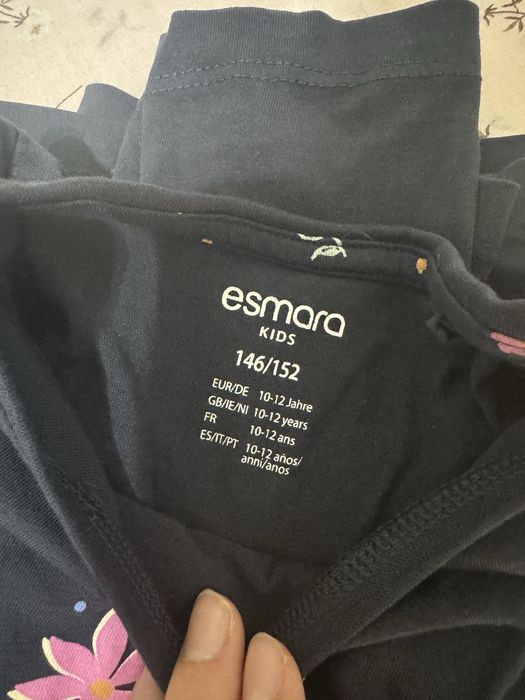 esmara
KIDS
146/152
EUR/DE 10-12 Jahre
GB/IE/NI 10-12 years
FR 10-12 ans
ES/IT/PT 10-12 años/
anni/anos